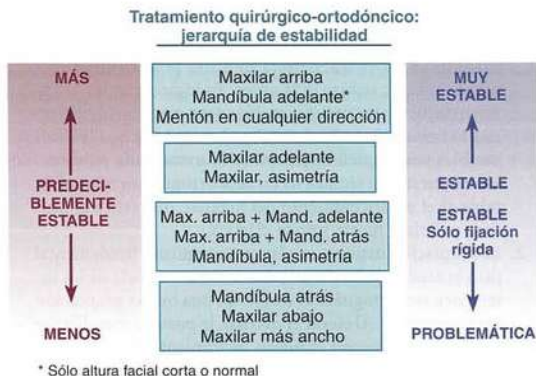 Tratamiento quirúrgico-ortodóncico:
jerarquía de estabilidad
MÁS
PREDECI-
BLEMENTE
ESTABLE
MENOS
Maxilar arriba
Mandíbula adelante*
Mentón en cualquier dirección
Maxilar adelante
Maxilar, asimetría
Max. arriba + Mand. adelante
Max. arriba + Mand. atrás
Mandíbula, asimetría
Mandíbula atrás
Maxilar abajo
Maxilar más ancho
MUY
ESTABLE
ESTABLE
ESTABLE
Sólo fijación
rígida
PROBLEMÁTICA
* Sólo altura facial corta o normal